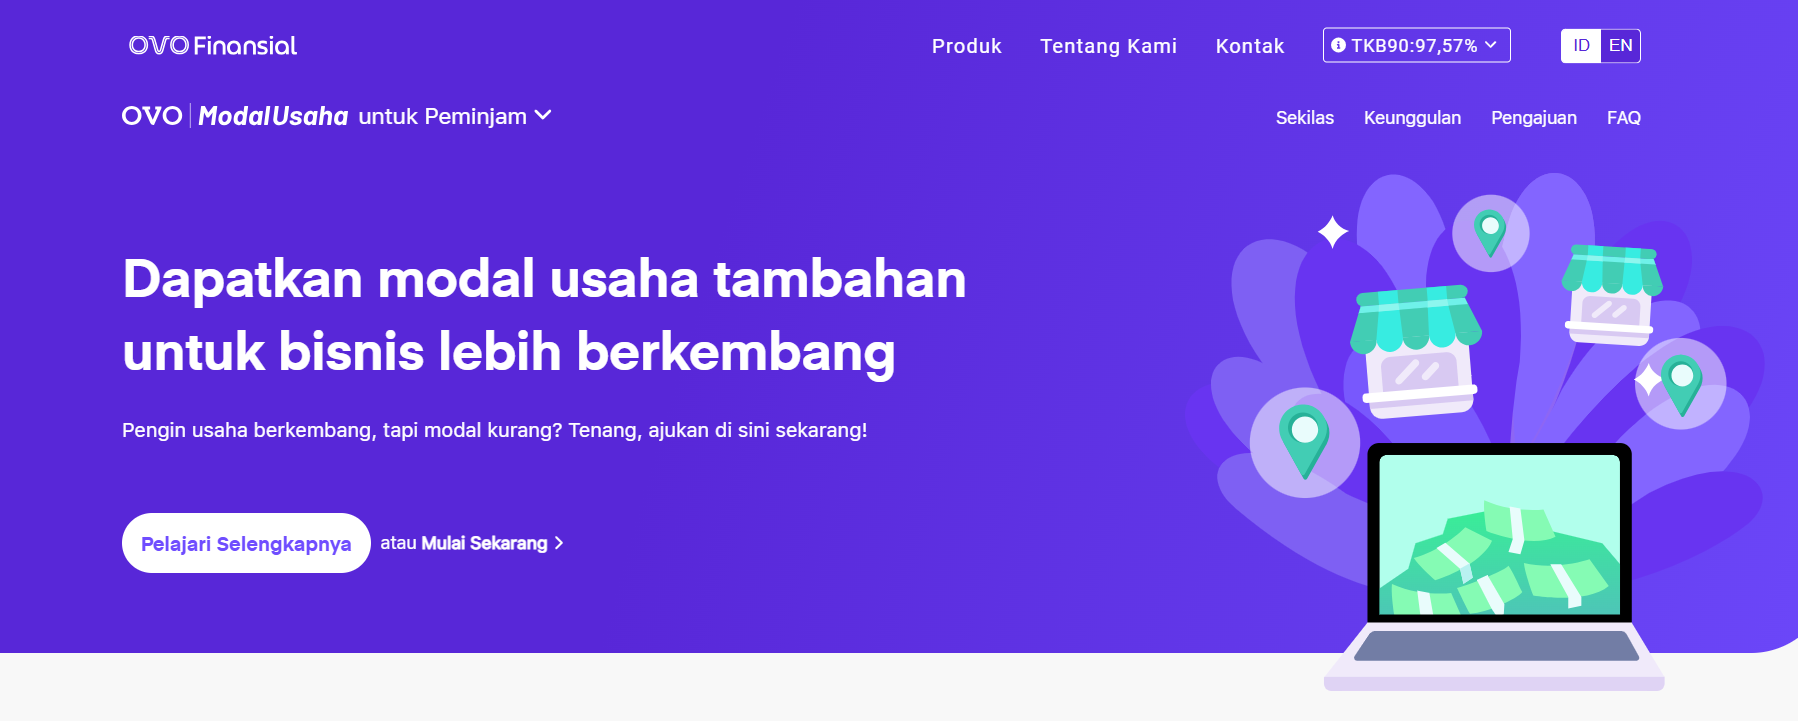 OVO Finansial
Produk
Tentang Kami
Kontak
TKB90:97,57%
ID
EN
OVO | ModalUsaha untuk Peminjam
Sekilas
Keunggulan
Pengajuan
FAQ
Dapatkan modal usaha tambahan
untuk bisnis lebih berkembang
Pengin usaha berkembang, tapi modal kurang? Tenang, ajukan di sini sekarang!
Pelajari Selengkapnya
atau Mulai Sekarang